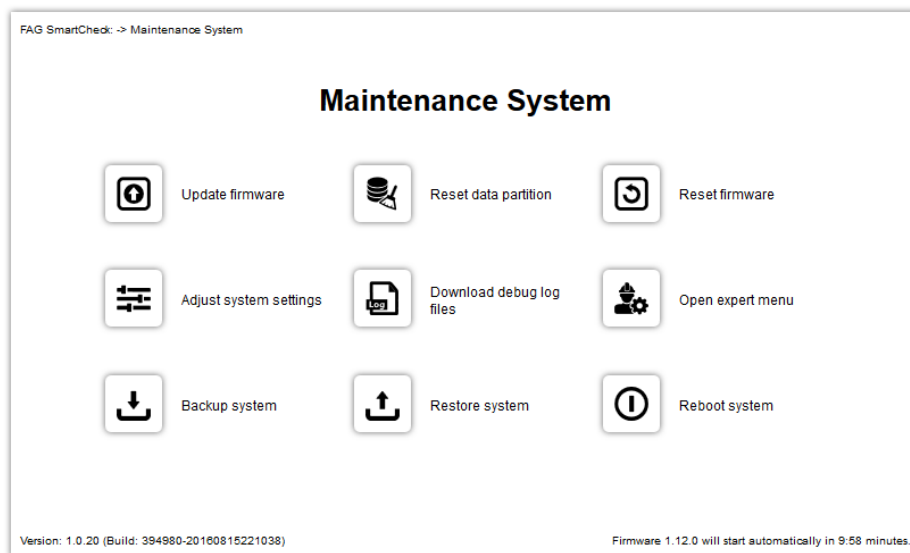 FAG SmartCheck: -> Maintenance System
Maintenance System
Update firmware
Reset data partition
Reset firmware
Adjust system settings
Download debug log
files
Open expert menu
Log
Backup system
Restore system
Reboot system
Version: 1.0.20 (Build: 394980-20160815221038)
Firmware 1.12.0 will start automatically in 9:58 minutes.